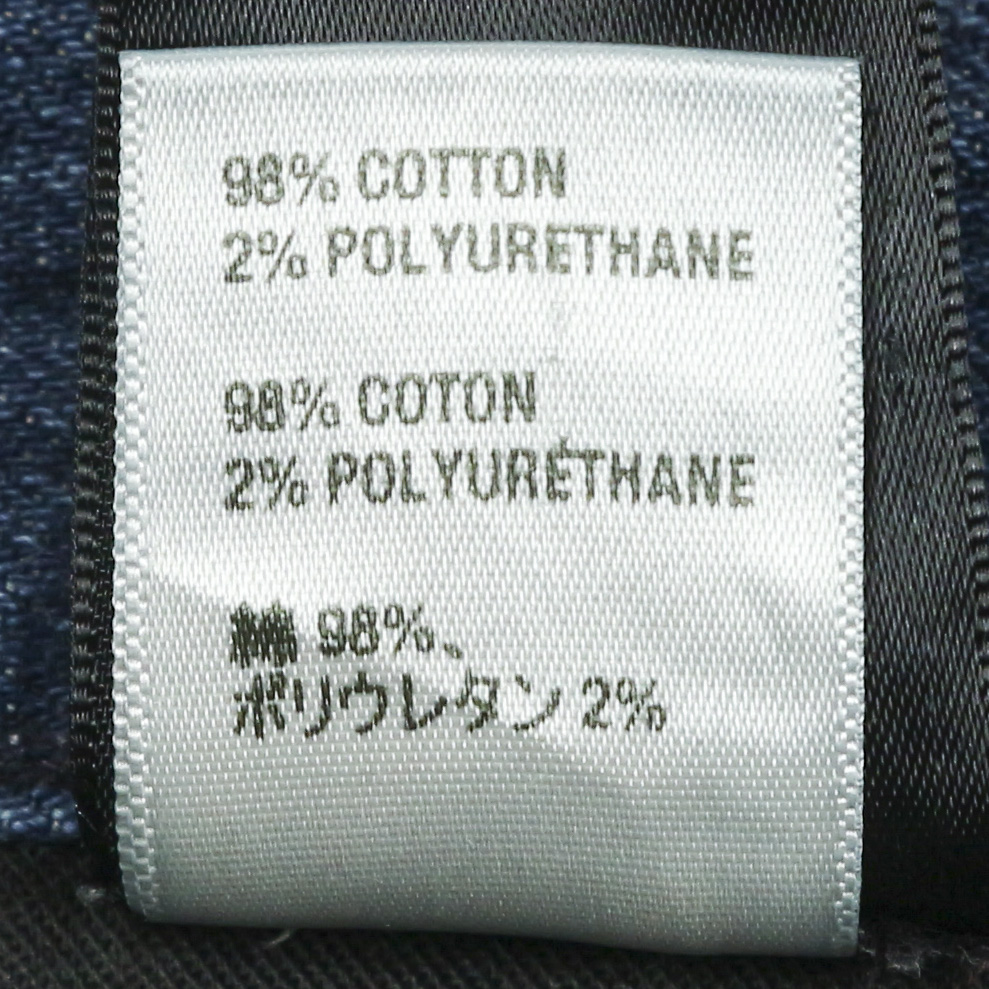 98% COTTON
2% POLYURETHANE
98% COTON
2% POLYURÉTHANE
綿 98%、
ポリウレタン 2%